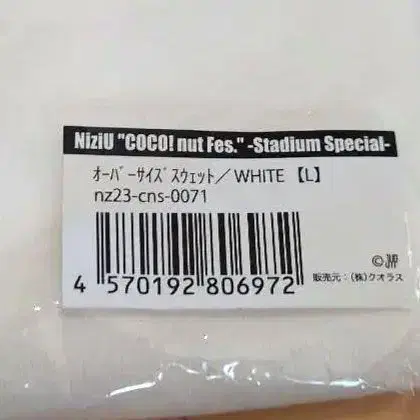 NiziU "COCO! nut Fes." -Stadium Special-
ｵｰﾊﾞｰｻｲｽﾞｽｳｪｯﾄ／WHITE【L】
nz23-cns-0071
4 570192 806972
©JYP
販売元：(株)クオラス